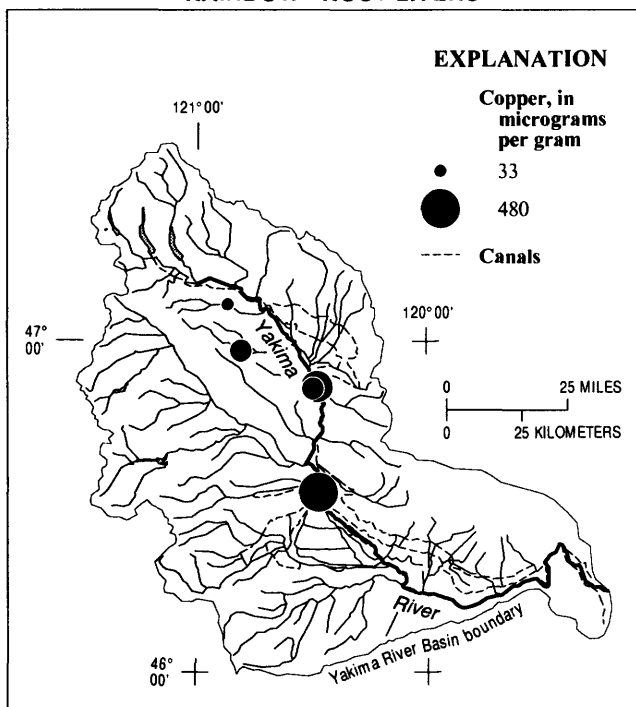 EXPLANATION
Copper, in
micrograms
per gram
33
480
Canals
121°00'
47°
00'
120°00'
Yakima
0 25 MILES
0 25 KILOMETERS
River
Yakima River Basin boundary
46°
00'